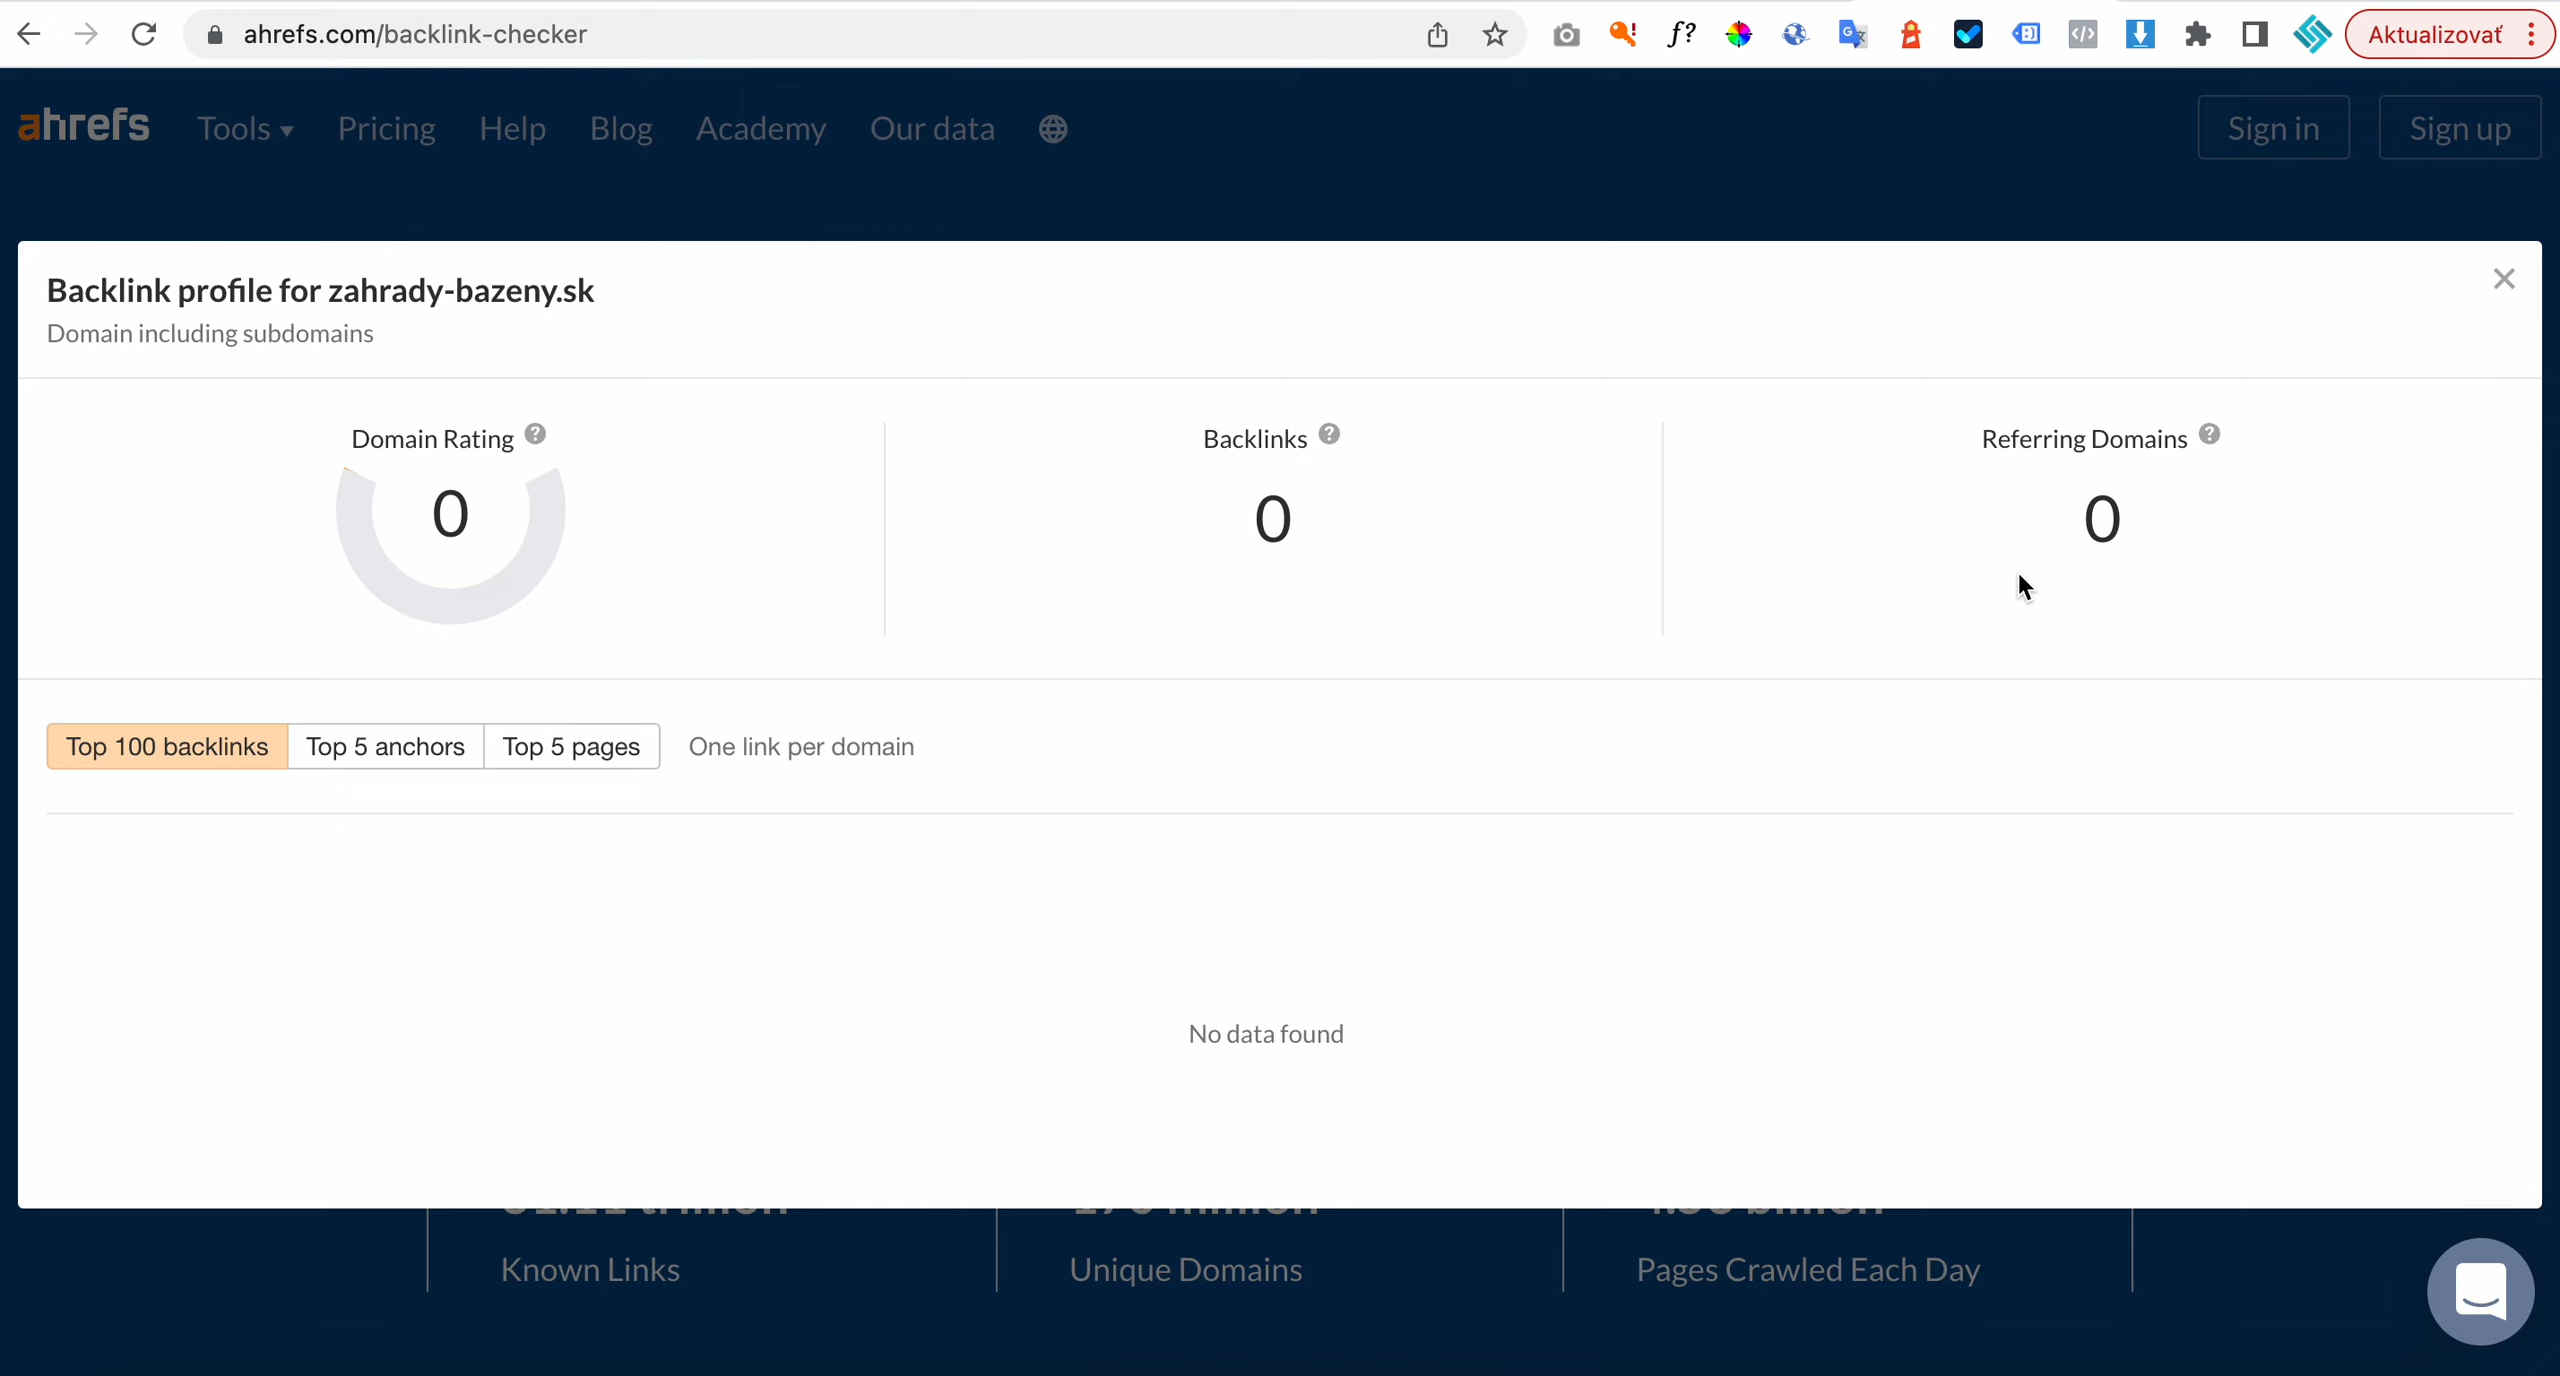 ahrefs.com/backlink-checker
Aktualizovať
ahrefs
Tools
Pricing
Help
Blog
Academy
Our data
Sign in
Sign up
Backlink profile for zahrady-bazeny.sk
Domain including subdomains
Domain Rating ?
0
Backlinks ?
0
Referring Domains ?
0
Top 100 backlinks
Top 5 anchors
Top 5 pages
One link per domain
No data found
Known Links
Unique Domains
Pages Crawled Each Day